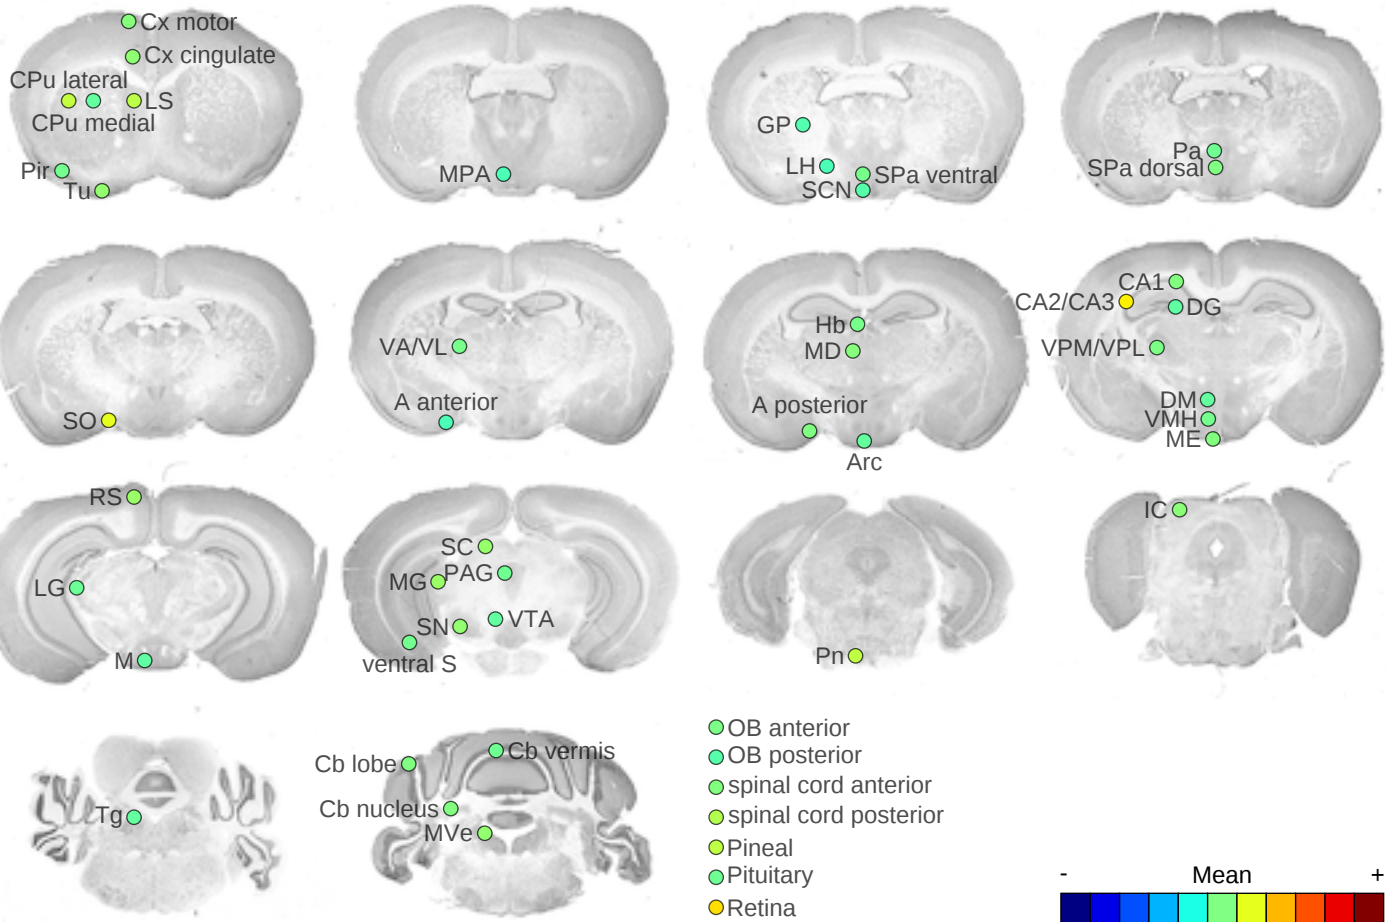 Cx motor
Cx cingulate
CPu lateral
LS
CPu medial
Pir
Tu
MPA
GP
LH
SPa ventral
SCN
Pa
SPa dorsal
SO
VA/VL
A anterior
Hb
MD
A posterior
Arc
CA1
CA2/CA3
DG
VPM/VPL
DM
VMH
ME
RS
LG
M
SC
MG
PAG
SN
VTA
ventral S
Pn
IC
Tg
Cb lobe
Cb vermis
Cb nucleus
MVe
OB anterior
OB posterior
spinal cord anterior
spinal cord posterior
Pineal
Pituitary
Retina
- Mean +